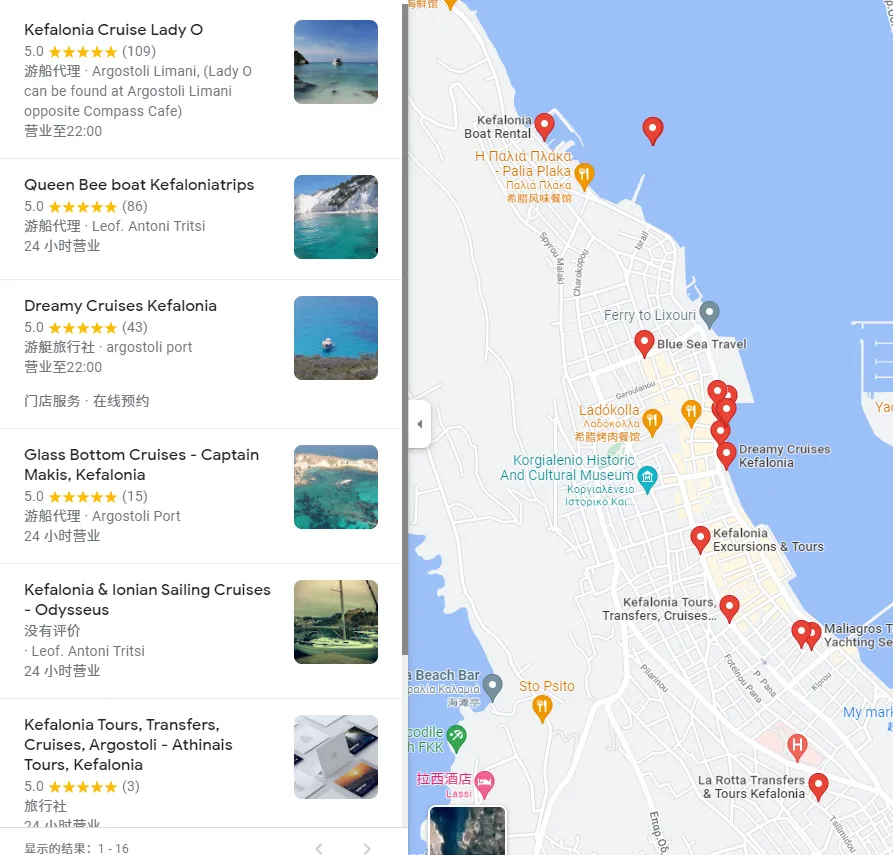 Kefalonia Cruise Lady O
5.0 ★★★★★ (109)
游船代理 · Argostoli Limani, (Lady O
can be found at Argostoli Limani
opposite Compass Cafe)
营业至22:00
Queen Bee boat Kefaloniatrips
5.0 ★★★★★ (86)
游船代理 · Leof. Antoni Tritsi
24 小时营业
Dreamy Cruises Kefalonia
5.0 ★★★★★ (43)
游艇旅行社 · argostoli port
营业至22:00
门店服务 · 在线预约
Glass Bottom Cruises - Captain
Makis, Kefalonia
5.0 ★★★★★ (15)
游船代理 · Argostoli Port
24 小时营业
Kefalonia & Ionian Sailing Cruises
- Odysseus
没有评价
· Leof. Antoni Tritsi
24 小时营业
Kefalonia Tours, Transfers,
Cruises, Argostoli - Athinais
Tours, Kefalonia
5.0 ★★★★★ (3)
旅行社
24 小时营业
显示的结果：1 - 16
海鲜馆
Kefalonia
Boat Rental
Η Παλιά Πλάκα
- Palia Plaka
Παλιά Πλάκα
希腊风味餐馆
Spyrou Malaki
Charokopou
Israil
Ferry to Lixouri
Blue Sea Travel
Geroulanou
Ladókolla
Λαδόκολλα
希腊烤肉餐馆
Korgialenio Historic
And Cultural Museum
Κοργιαλένειο
Ιστορικό Και...
Dreamy Cruises
Kefalonia
Kefalonia
Excursions & Tours
Kefalonia Tours,
Transfers, Cruises...
Maliagros T
Yachting Se
Pilarinou
Foteinou Pana
P. Pana
Kiprou
a Beach Bar
ραλία Καλαμιά
海滩亭
Sto Psito
codile
h FKK
拉西酒店
Lassi
My mark
H
La Rotta Transfers
& Tours Kefalonia
Επαρ.Οδ.
Tsilimidou
Yac